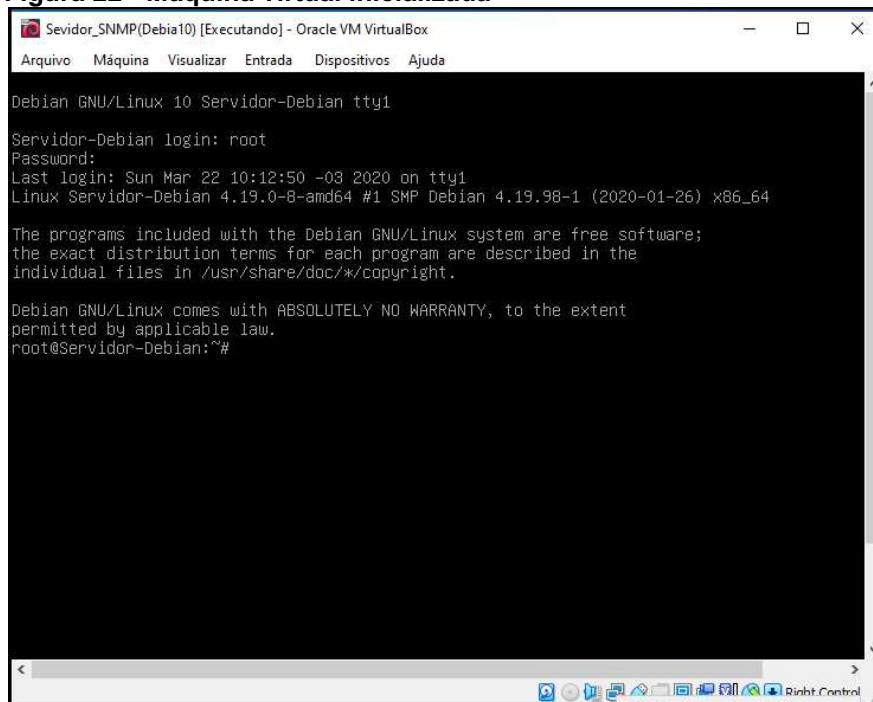 Figura 22 - Máquina virtual inicializada
Sevidor_SNMP(Debia10) [Executando] - Oracle VM VirtualBox
Arquivo Máquina Visualizar Entrada Dispositivos Ajuda
Debian GNU/Linux 10 Servidor-Debian tty1
Servidor-Debian login: root
Password:
Last login: Sun Mar 22 10:12:50 -03 2020 on tty1
Linux Servidor-Debian 4.19.0-8-amd64 #1 SMP Debian 4.19.98-1 (2020-01-26) x86_64
The programs included with the Debian GNU/Linux system are free software;
the exact distribution terms for each program are described in the
individual files in /usr/share/doc/*/copyright.
Debian GNU/Linux comes with ABSOLUTELY NO WARRANTY, to the extent
permitted by applicable law.
root@Servidor-Debian:~#
Right Control